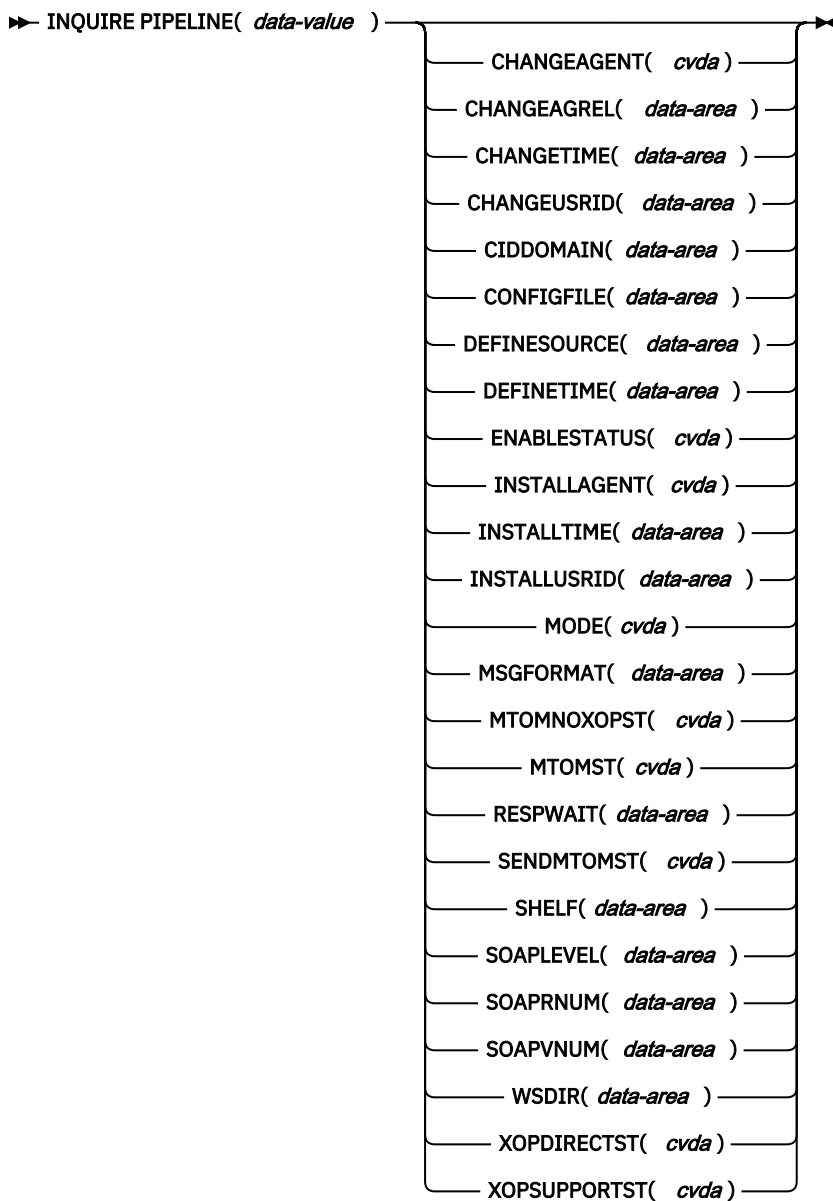 INQUIRE PIPELINE( data-value )
CHANGEAGENT( cvda )
CHANGEAGREL( data-area )
CHANGETIME( data-area )
CHANGEUSRID( data-area )
CIDDOMAIN( data-area )
CONFIGFILE( data-area )
DEFINESOURCE( data-area )
DEFINETIME( data-area )
ENABLESTATUS( cvda )
INSTALLAGENT( cvda )
INSTALLTIME( data-area )
INSTALLUSRID( data-area )
MODE( cvda )
MSGFORMAT( data-area )
MTOMNOXOPST( cvda )
MTOMST( cvda )
RESPWAIT( data-area )
SENDMTOMST( cvda )
SHELF( data-area )
SOAPLEVEL( data-area )
SOAPRNUM( data-area )
SOAPVNUM( data-area )
WSDIR( data-area )
XOPDIRECTST( cvda )
XOPSUPPORTST( cvda )